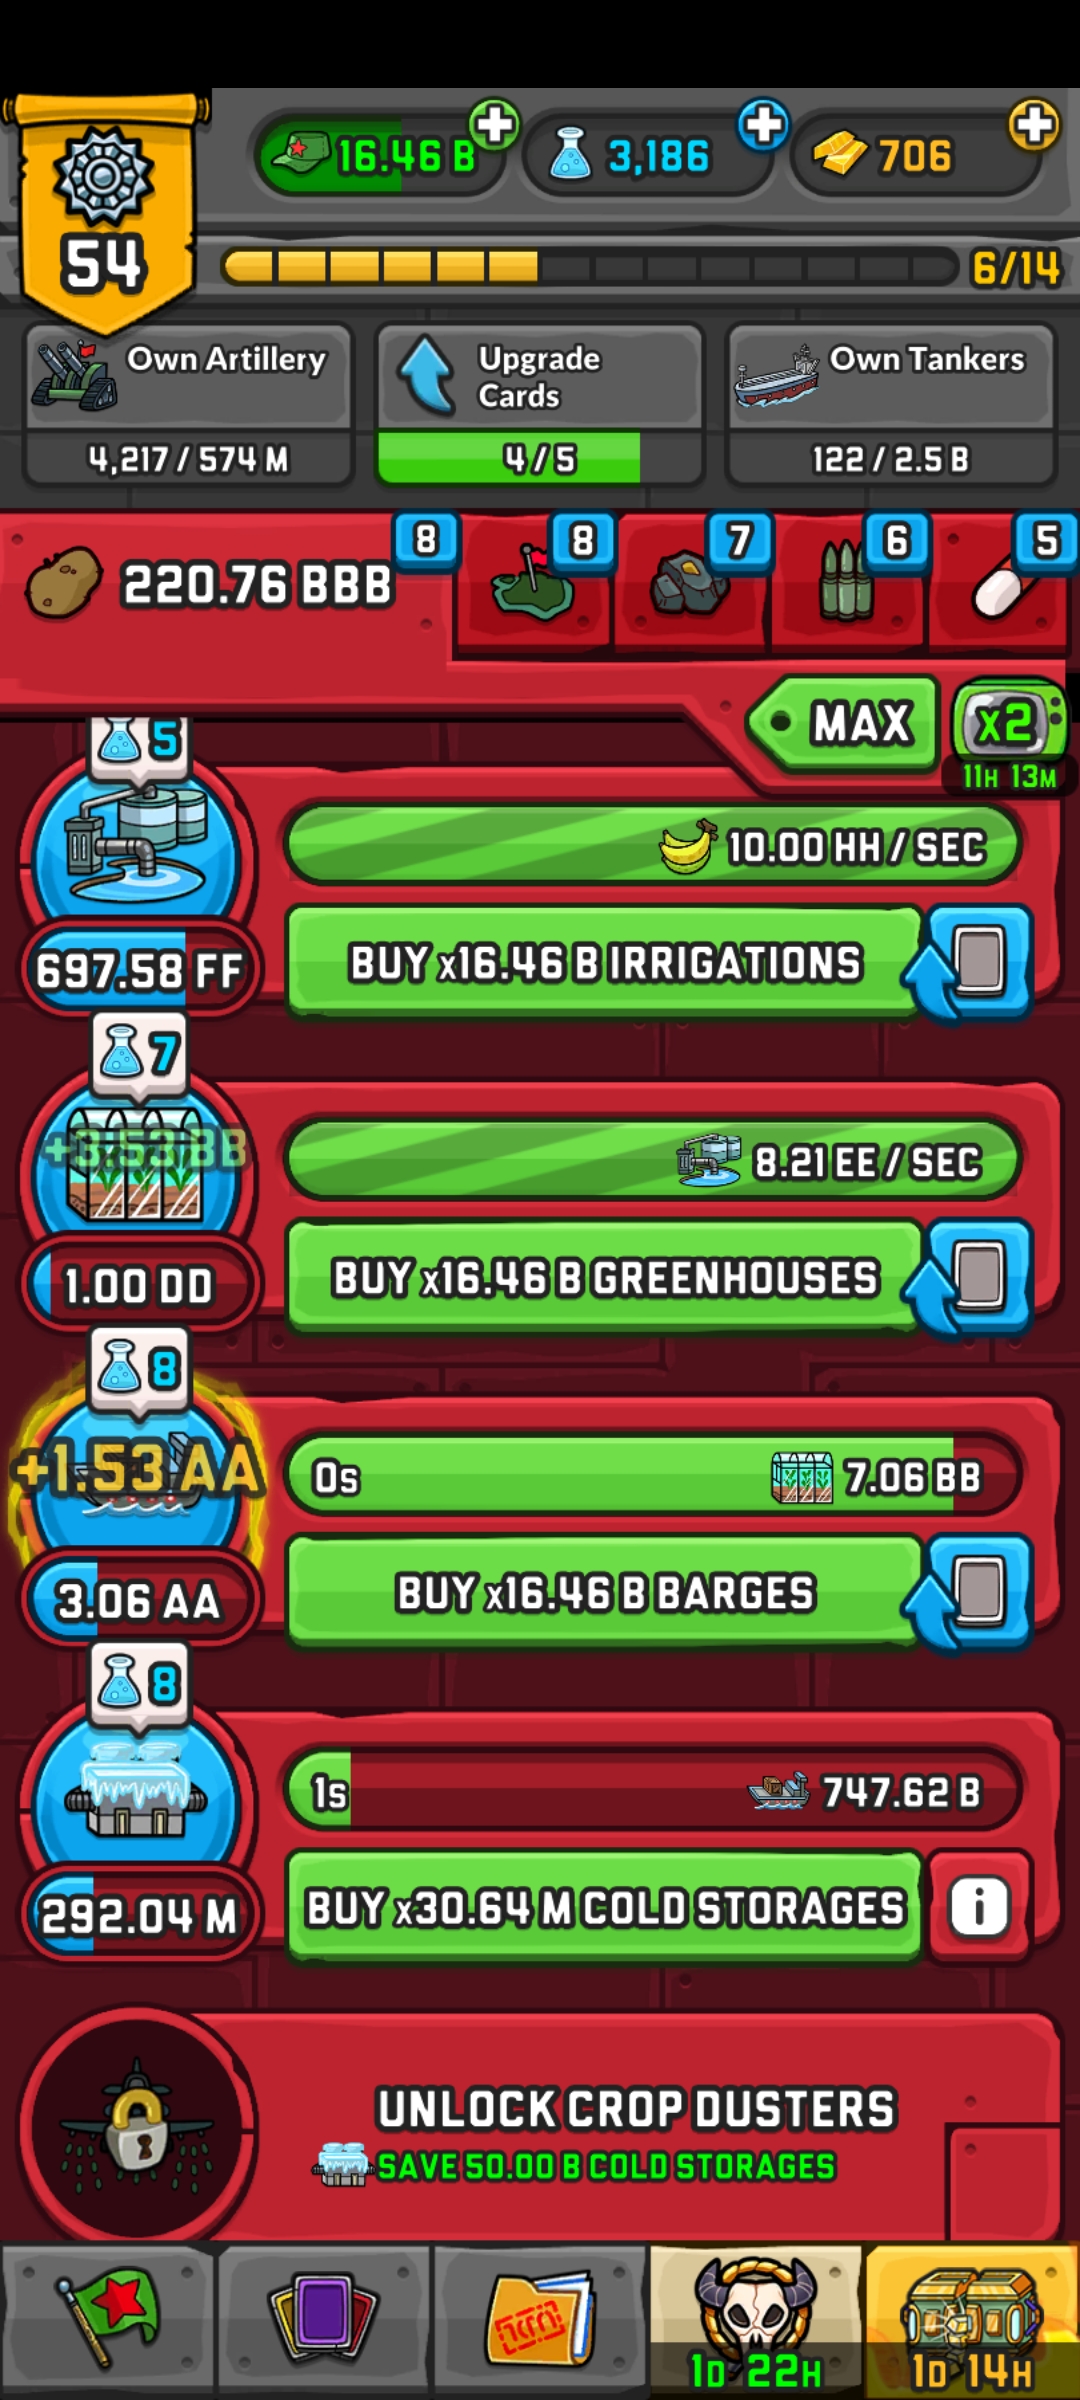 16.46 B
3,186
706
54
6/14
Own Artillery
4,217 / 574 M
Upgrade
Cards
4 / 5
Own Tankers
122 / 2.5 B
220.76 BBB
8
8
7
6
5
MAX
x2
11H 13M
5
10.00 HH / SEC
697.58 FF
BUY x16.46 B IRRIGATIONS
7
+3.53 BB
8.21 EE / SEC
1.00 DD
BUY x16.46 B GREENHOUSES
8
+1.53 AA
0s
7.06 BB
3.06 AA
BUY x16.46 B BARGES
8
1s
747.62 B
292.04 M
BUY x30.64 M COLD STORAGES
i
UNLOCK CROP DUSTERS
SAVE 50.00 B COLD STORAGES
1D 22H
1D 14H